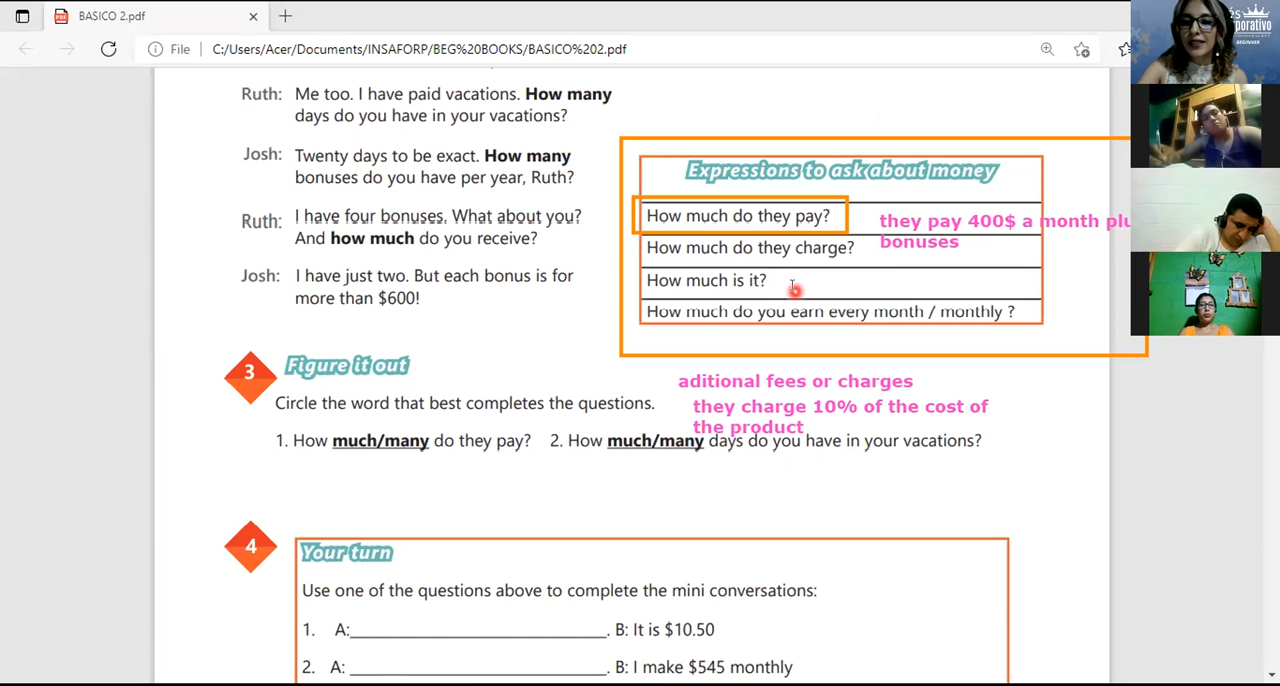 BASICO 2.pdf
File
C:/Users/Acer/Documents/INSAFORP/BEG%20BOOKS/BASICO%202.pdf
Ruth: Me too. I have paid vacations. How many
days do you have in your vacations?
Josh: Twenty days to be exact. How many
bonuses do you have per year, Ruth?
Ruth: I have four bonuses. What about you?
And how much do you receive?
Josh: I have just two. But each bonus is for
more than $600!
Expressions to ask about money
How much do they pay?
they pay 400$ a month plu
bonuses
How much do they charge?
How much is it?
How much do you earn every month / monthly ?
aditional fees or charges
they charge 10% of the cost of
the product
3 Figure it out
Circle the word that best completes the questions.
1. How much/many do they pay? 2. How much/many days do you have in your vacations?
4 Your turn
Use one of the questions above to complete the mini conversations:
1. A:__________________________. B: It is $10.50
2. A: __________________________. B: I make $545 monthly
BEGINNER